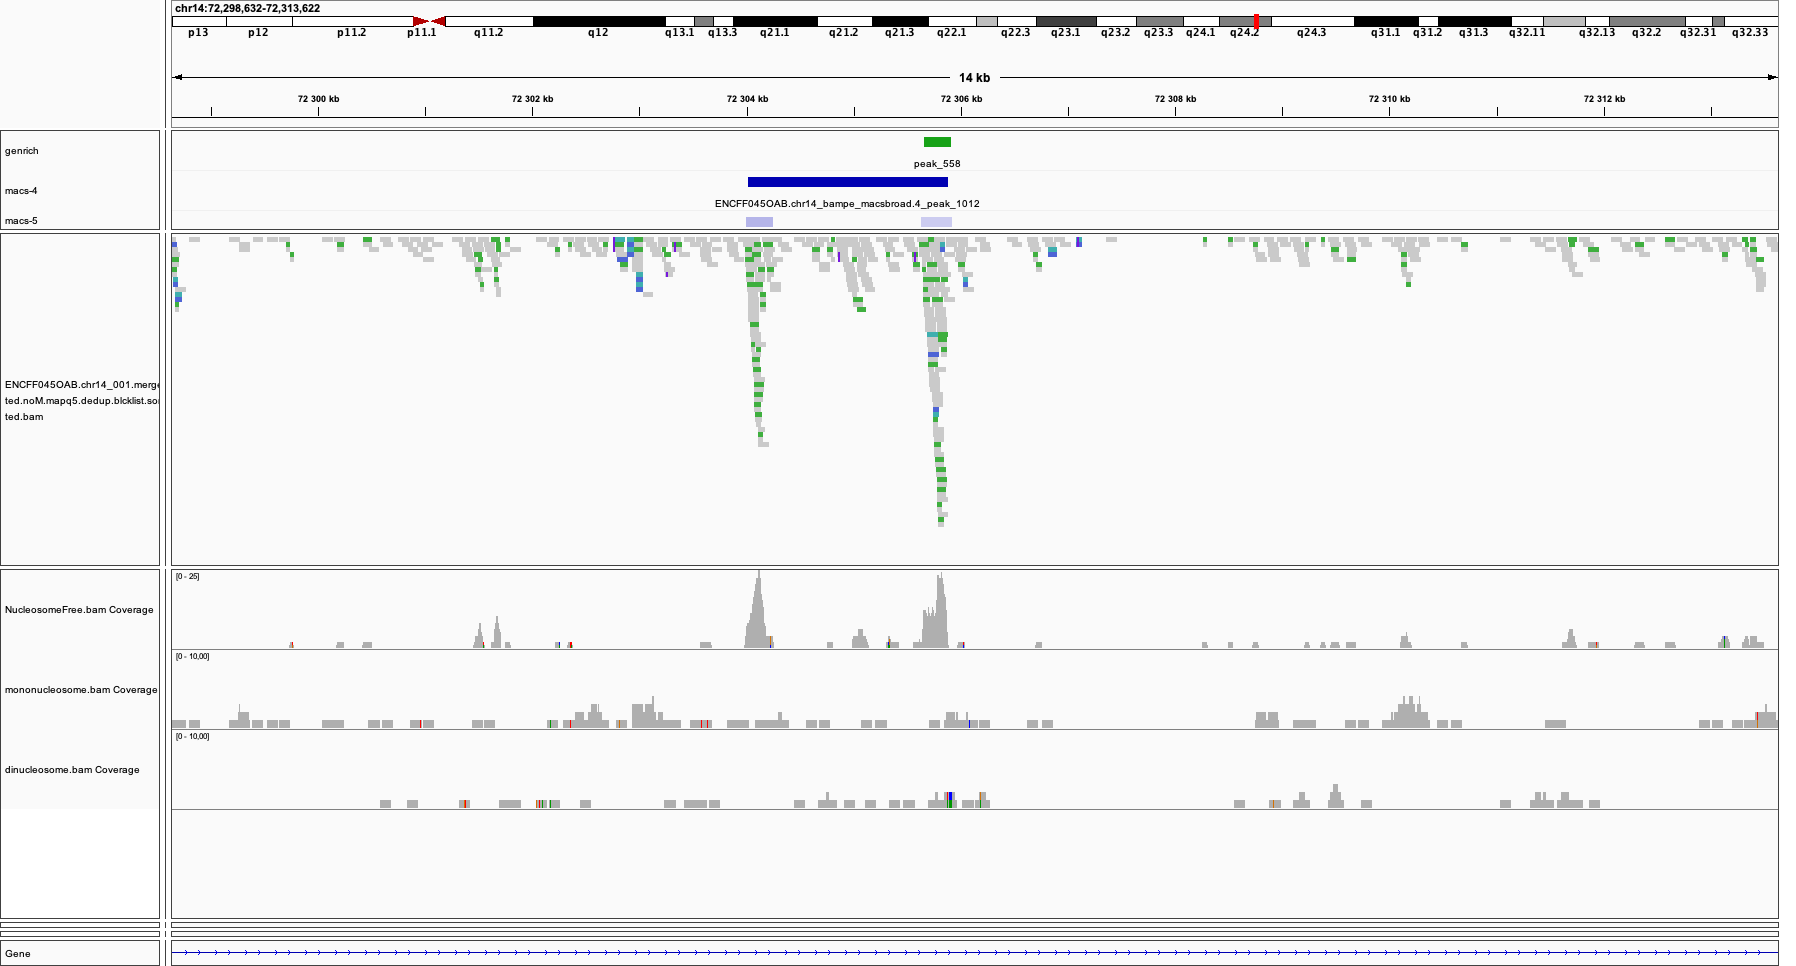 chr14:72,298,632-72,313,622
p13 p12 p11.2 p11.1 q11.2 q12 q13.1 q13.3 q21.1 q21.2 q21.3 q22.1 q22.3 q23.1 q23.2 q23.3 q24.1 q24.2 q24.3 q31.1 q31.2 q31.3 q32.11 q32.13 q32.2 q32.31 q32.33
14 kb
72 300 kb 72 302 kb 72 304 kb 72 306 kb 72 308 kb 72 310 kb 72 312 kb
genrich
peak_558
macs-4
ENCFF045OAB.chr14_bampe_macsbroad.4_peak_1012
macs-5
ENCFF045OAB.chr14_001.merge
ted.noM.mapq5.dedup.blcklist.so
ted.bam
[0 - 25]
NucleosomeFree.bam Coverage
[0 - 10,00]
mononucleosome.bam Coverage
[0 - 10,00]
dinucleosome.bam Coverage
Gene